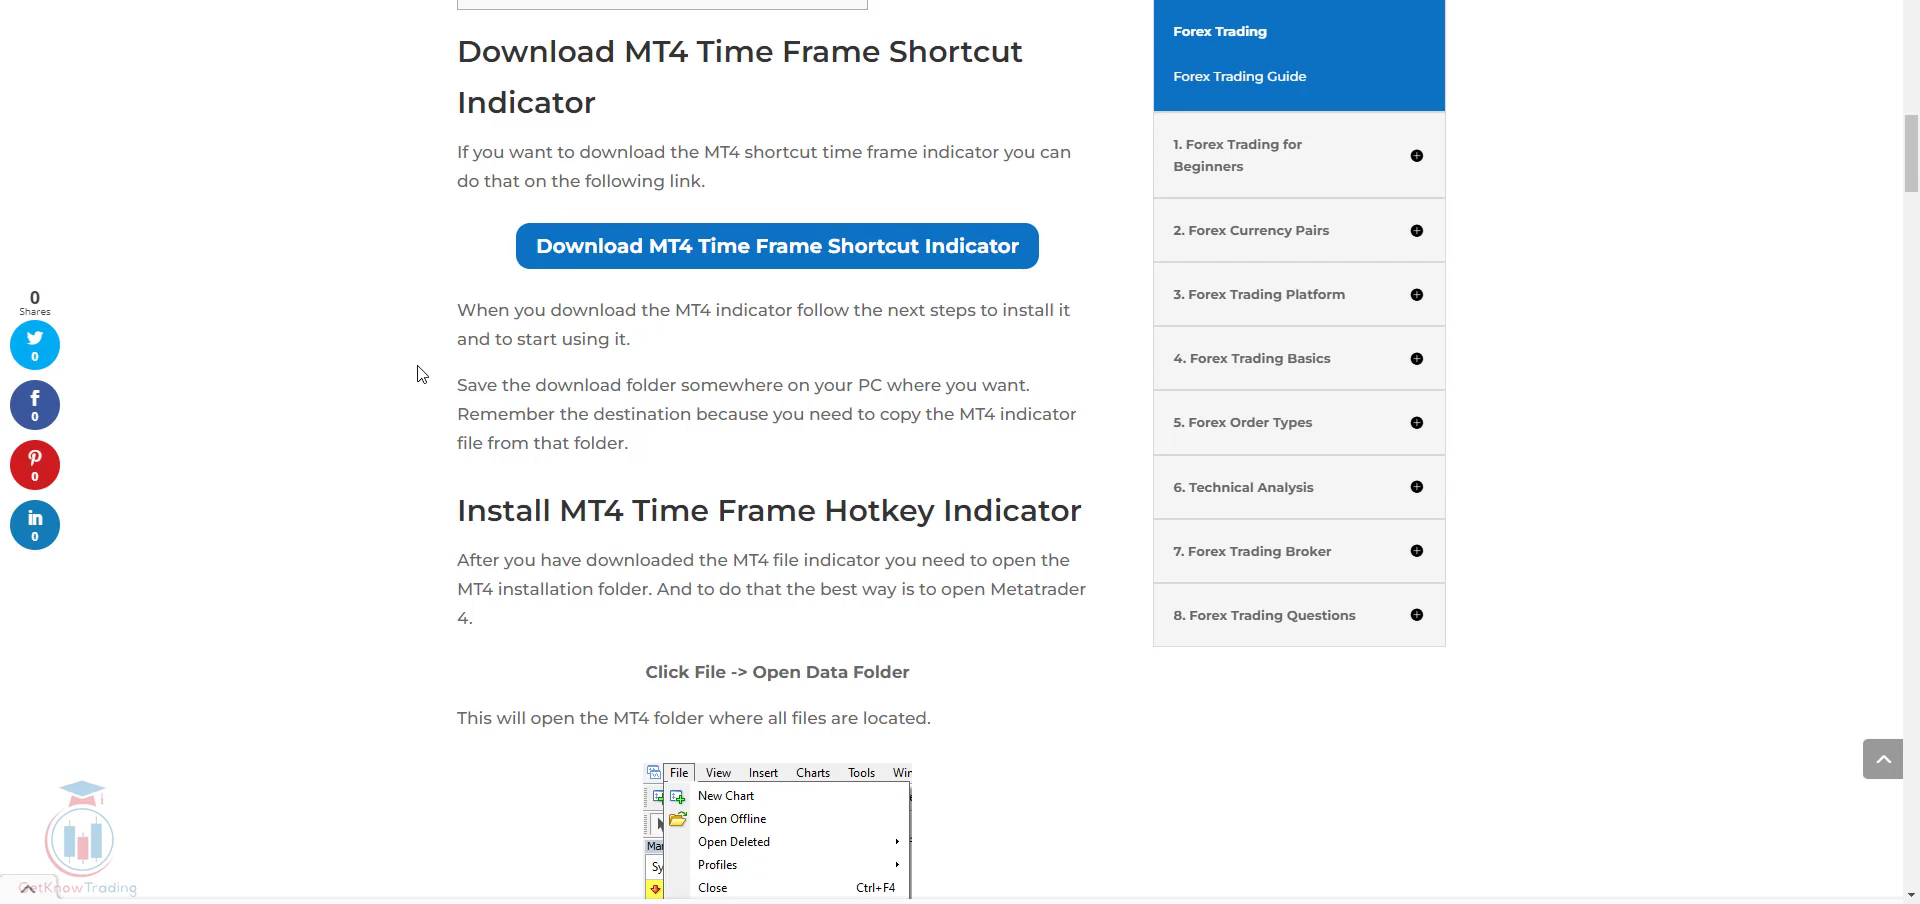 Download MT4 Time Frame Shortcut
Indicator
If you want to download the MT4 shortcut time frame indicator you can
do that on the following link.
Download MT4 Time Frame Shortcut Indicator
When you download the MT4 indicator follow the next steps to install it
and to start using it.
Save the download folder somewhere on your PC where you want.
Remember the destination because you need to copy the MT4 indicator
file from that folder.
Install MT4 Time Frame Hotkey Indicator
After you have downloaded the MT4 file indicator you need to open the
MT4 installation folder. And to do that the best way is to open Metatrader
4.
Click File -> Open Data Folder
This will open the MT4 folder where all files are located.
File View Insert Charts Tools Win
New Chart
Open Offline
Open Deleted
Mar
Profiles
Sy
Close Ctrl+F4
Forex Trading
Forex Trading Guide
1. Forex Trading for
Beginners
2. Forex Currency Pairs
3. Forex Trading Platform
4. Forex Trading Basics
5. Forex Order Types
6. Technical Analysis
7. Forex Trading Broker
8. Forex Trading Questions
0
Shares
0
f
0
0
in
0
GetKnowTrading